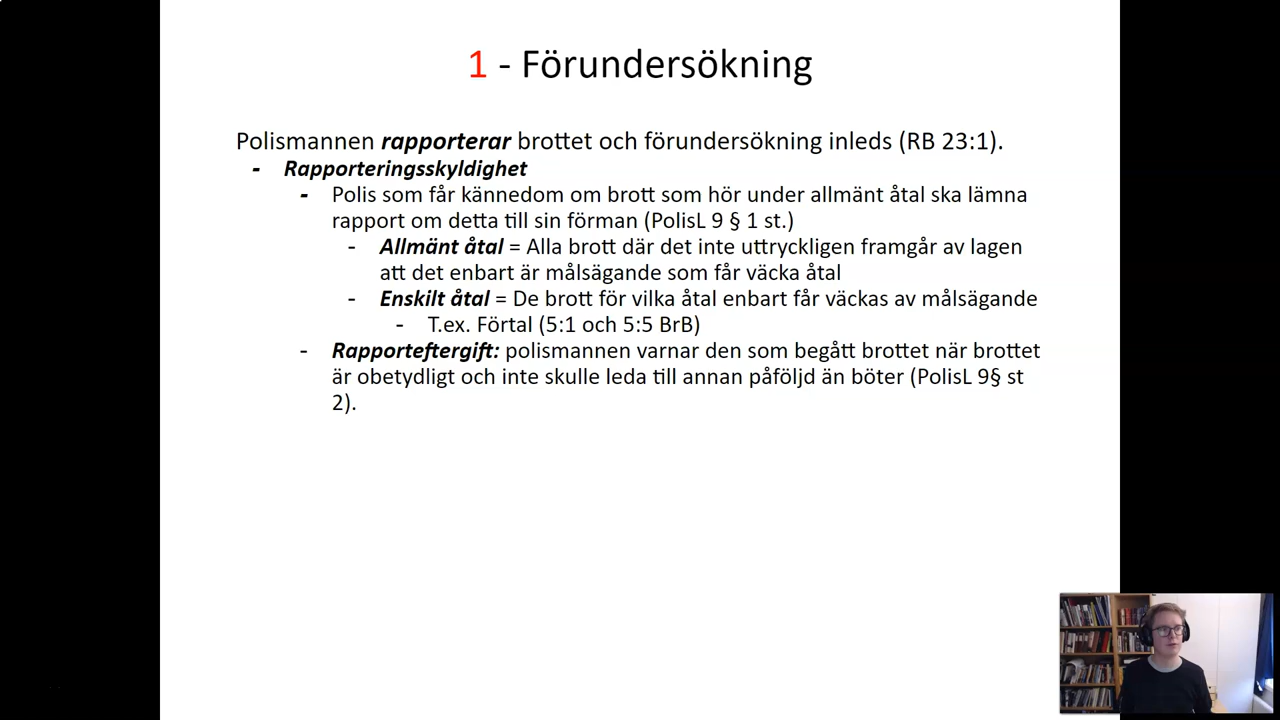 1 - Förundersökning
Polismannen rapporterar brottet och förundersökning inleds (RB 23:1).
- Rapporteringsskyldighet
- Polis som får kännedom om brott som hör under allmänt åtal ska lämna
rapport om detta till sin förman (PolisL 9 § 1 st.)
- Allmänt åtal = Alla brott där det inte uttryckligen framgår av lagen
att det enbart är målsägande som får väcka åtal
- Enskilt åtal = De brott för vilka åtal enbart får väckas av målsägande
- T.ex. Förtal (5:1 och 5:5 BrB)
- Rapporteftergift: polismannen varnar den som begått brottet när brottet
är obetydligt och inte skulle leda till annan påföljd än böter (PolisL 9§ st
2).